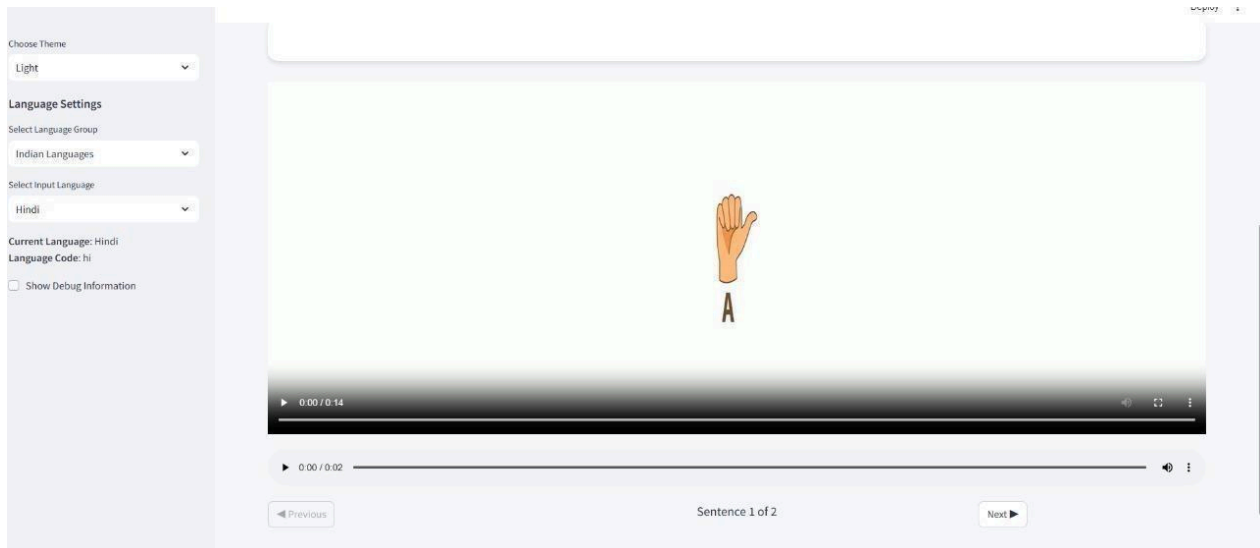 Deploy
Choose Theme
Light
Language Settings
Select Language Group
Indian Languages
Select Input Language
Hindi
Current Language: Hindi
Language Code: hi
Show Debug Information
A
0:00 / 0:14
0:00 / 0:02
◀ Previous
Sentence 1 of 2
Next ▶